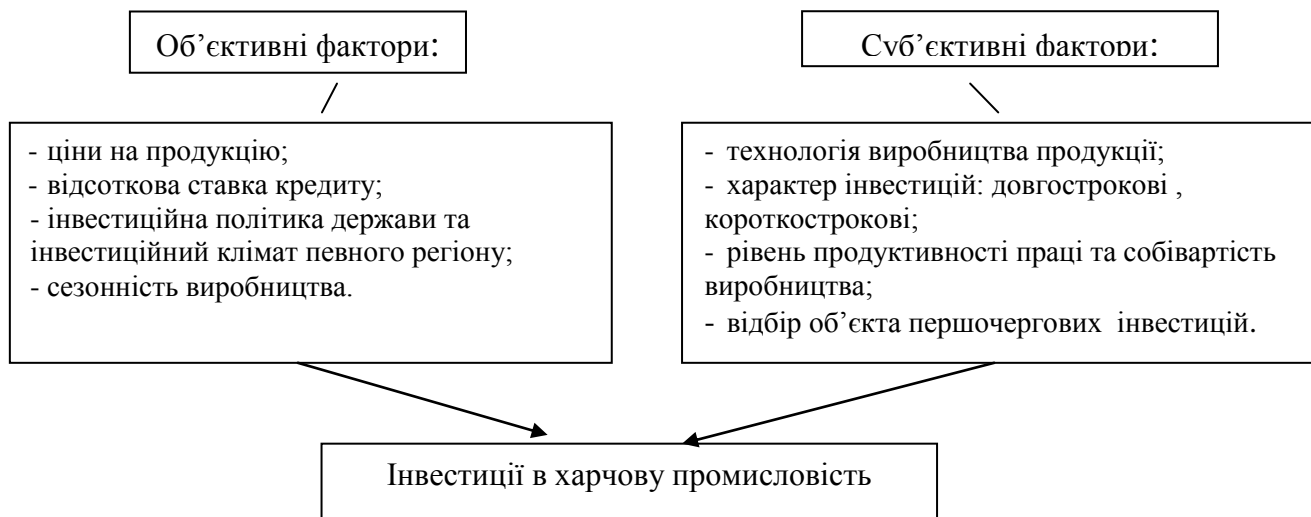 Об’єктивні фактори:
Суб’єктивні фактори:
- ціни на продукцію;
- відсоткова ставка кредиту;
- інвестиційна політика держави та
інвестиційний клімат певного регіону;
- сезонність виробництва.
- технологія виробництва продукції;
- характер інвестицій: довгострокові ,
короткострокові;
- рівень продуктивності праці та собівартість
виробництва;
- відбір об’єкта першочергових інвестицій.
Інвестиції в харчову промисловість